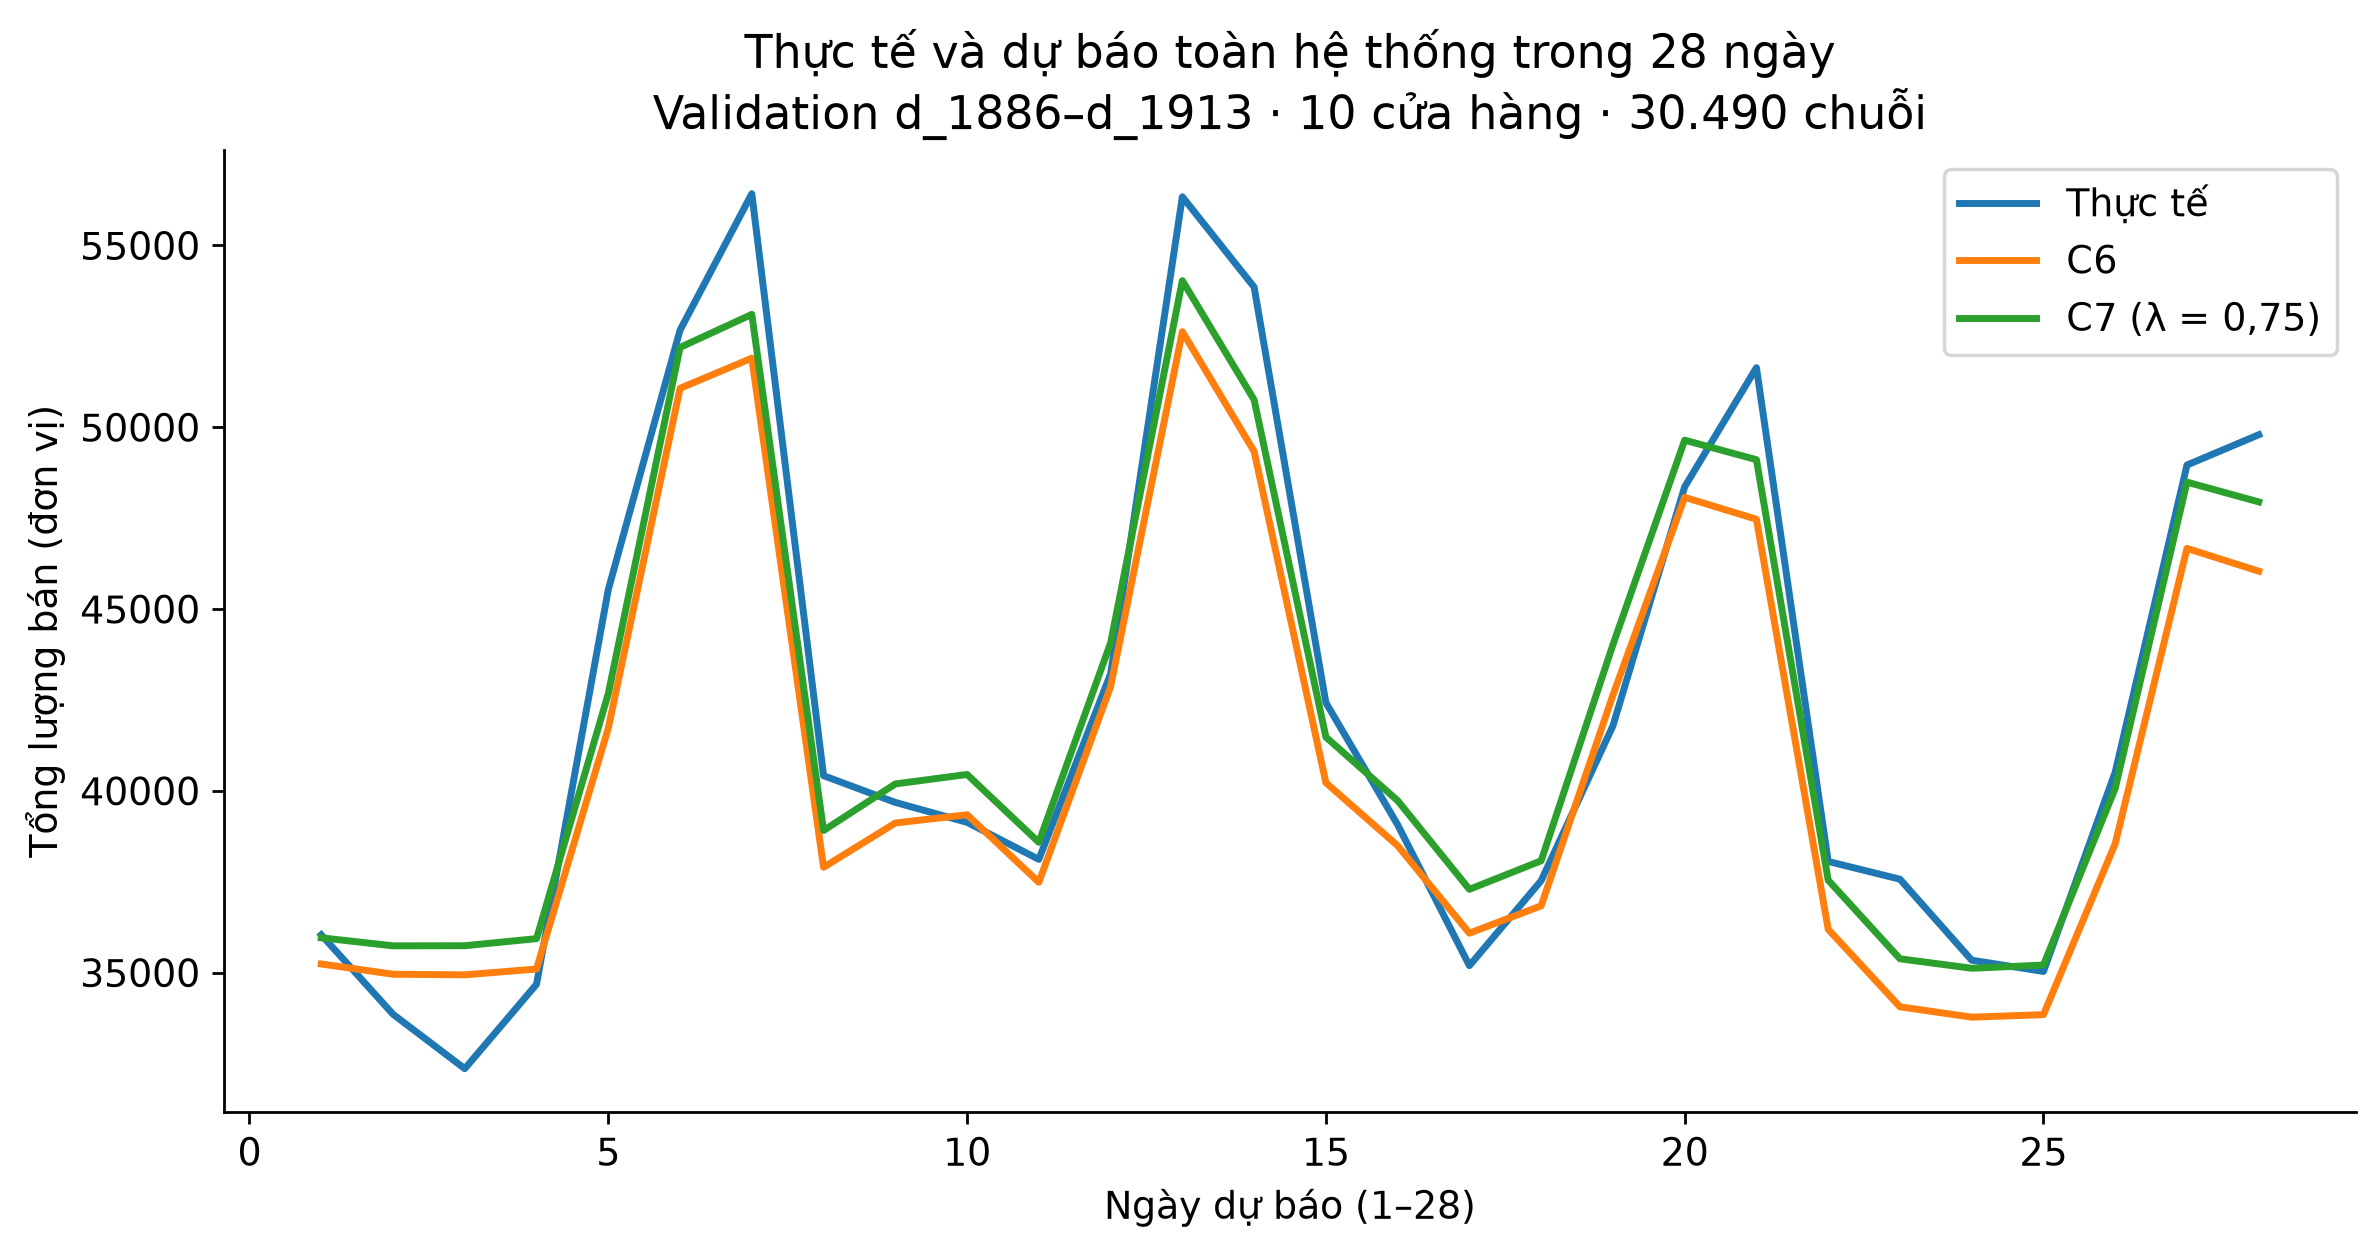 Thực tế và dự báo toàn hệ thống trong 28 ngày
Validation d_1886–d_1913 · 10 cửa hàng · 30.490 chuỗi
Thực tế
C6
C7 (λ = 0,75)
Tổng lượng bán (đơn vị)
55000
50000
45000
40000
35000
0 5 10 15 20 25
Ngày dự báo (1–28)